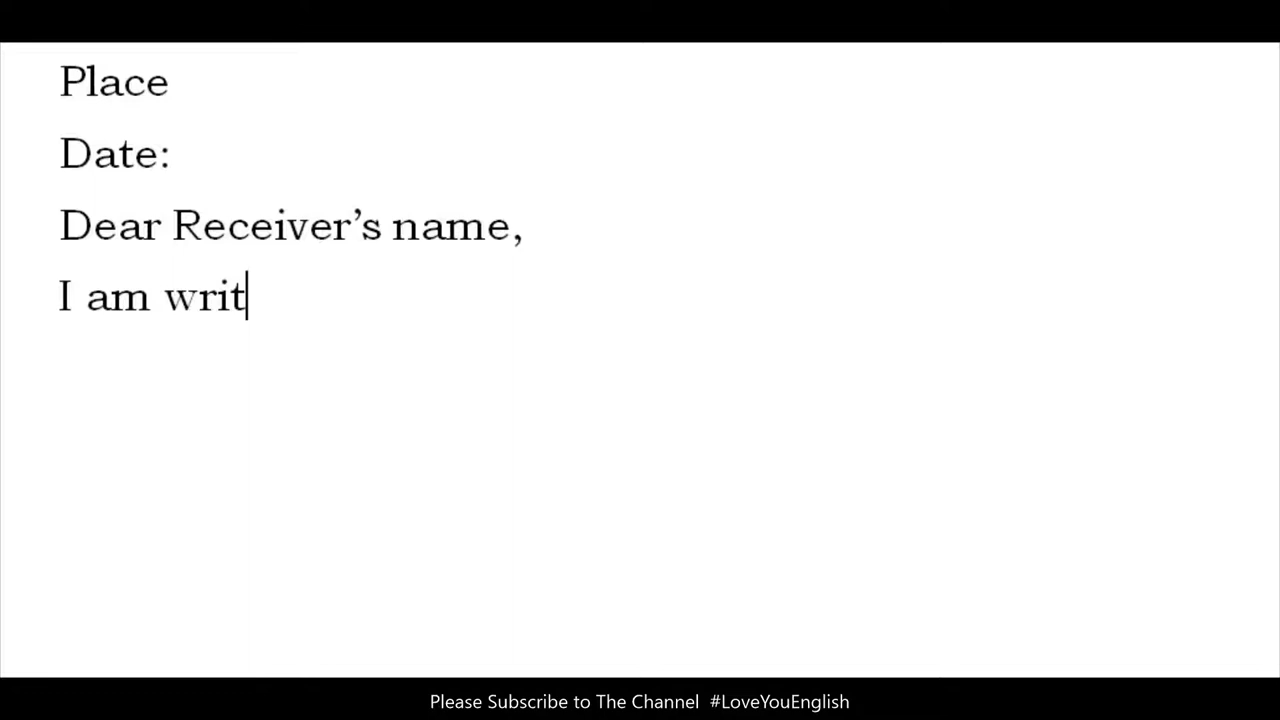 Place
Date:
Dear Receiver’s name,
I am writ
Please Subscribe to The Channel #LoveYouEnglish